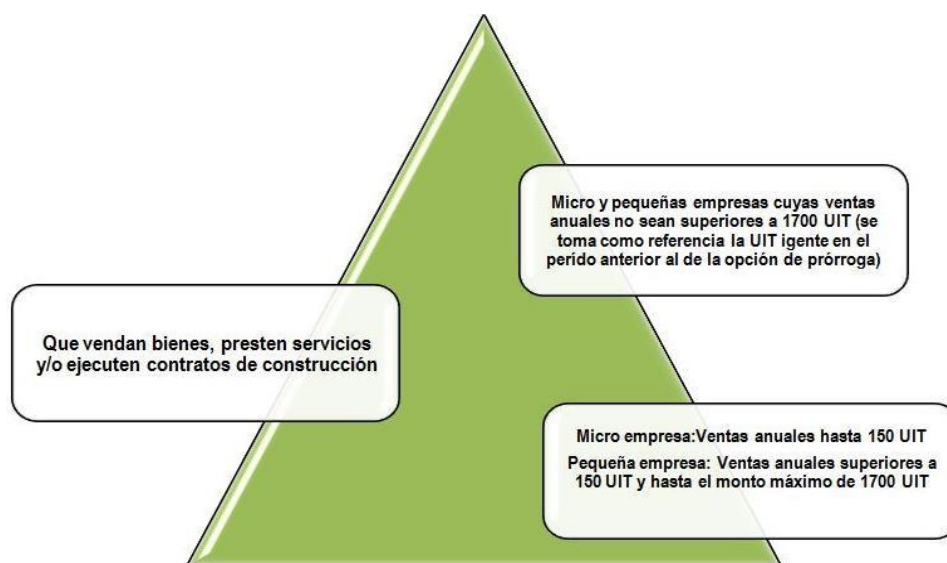 Micro y pequeñas empresas cuyas ventas
anuales no sean superiores a 1700 UIT (se
toma como referencia la UIT igente en el
perído anterior al de la opción de prórroga)
Que vendan bienes, presten servicios
y/o ejecuten contratos de construcción
Micro empresa:Ventas anuales hasta 150 UIT
Pequeña empresa: Ventas anuales superiores a
150 UIT y hasta el monto máximo de 1700 UIT